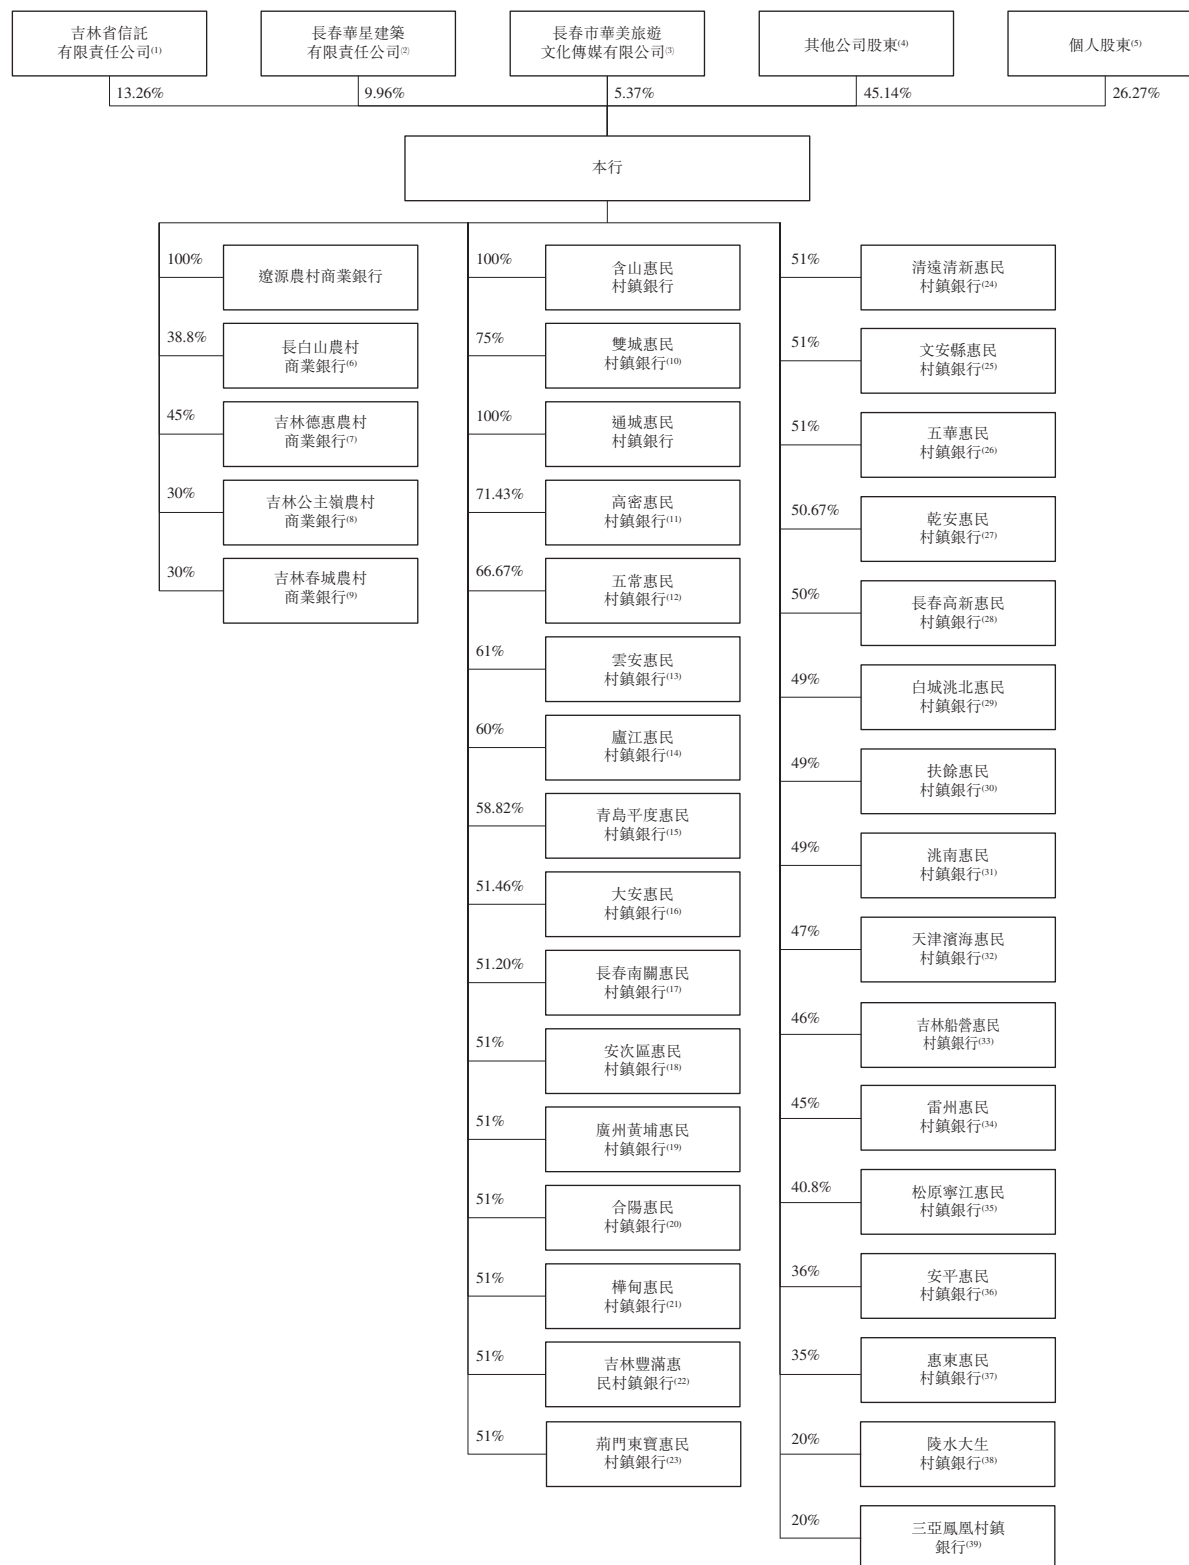 吉林省信託
有限責任公司(1)
長春華星建築
有限責任公司(2)
長春市華美旅遊
文化傳媒有限公司(3)
其他公司股東(4)
個人股東(5)
13.26%
9.96%
5.37%
45.14%
26.27%
本行
100%
遼源農村商業銀行
38.8%
長白山農村
商業銀行(6)
45%
吉林德惠農村
商業銀行(7)
30%
吉林公主嶺農村
商業銀行(8)
30%
吉林春城農村
商業銀行(9)
100%
含山惠民
村鎮銀行
75%
雙城惠民
村鎮銀行(10)
100%
通城惠民
村鎮銀行
71.43%
高密惠民
村鎮銀行(11)
66.67%
五常惠民
村鎮銀行(12)
61%
雲安惠民
村鎮銀行(13)
60%
廬江惠民
村鎮銀行(14)
58.82%
青島平度惠民
村鎮銀行(15)
51.46%
大安惠民
村鎮銀行(16)
51.20%
長春南關惠民
村鎮銀行(17)
51%
安次區惠民
村鎮銀行(18)
51%
廣州黃埔惠民
村鎮銀行(19)
51%
合陽惠民
村鎮銀行(20)
51%
樺甸惠民
村鎮銀行(21)
51%
吉林豐滿惠
民村鎮銀行(22)
51%
荊門東寶惠民
村鎮銀行(23)
51%
清遠清新惠民
村鎮銀行(24)
51%
文安縣惠民
村鎮銀行(25)
51%
五華惠民
村鎮銀行(26)
50.67%
乾安惠民
村鎮銀行(27)
50%
長春高新惠民
村鎮銀行(28)
49%
白城洮北惠民
村鎮銀行(29)
49%
扶餘惠民
村鎮銀行(30)
49%
洮南惠民
村鎮銀行(31)
47%
天津濱海惠民
村鎮銀行(32)
46%
吉林船營惠民
村鎮銀行(33)
45%
雷州惠民
村鎮銀行(34)
40.8%
松原寧江惠民
村鎮銀行(35)
36%
安平惠民
村鎮銀行(36)
35%
惠東惠民
村鎮銀行(37)
20%
陵水大生
村鎮銀行(38)
20%
三亞鳳凰村鎮
銀行(39)